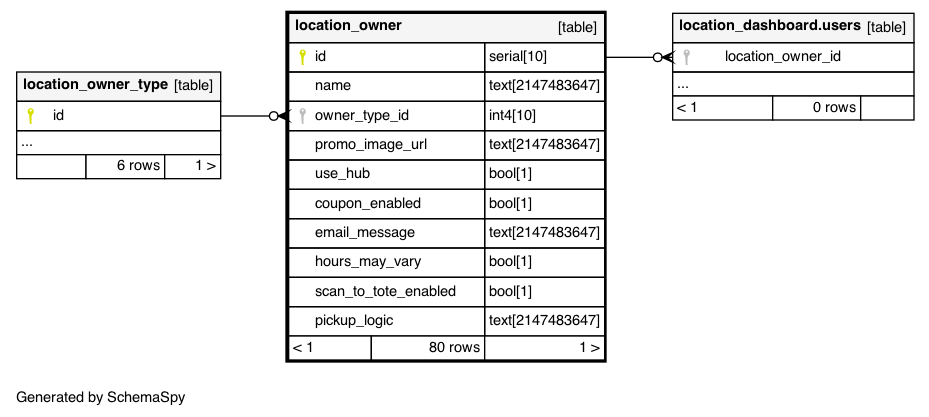 location_owner_type [table]
id
...
6 rows 1 >
location_owner [table]
id serial[10]
name text[2147483647]
owner_type_id int4[10]
promo_image_url text[2147483647]
use_hub bool[1]
coupon_enabled bool[1]
email_message text[2147483647]
hours_may_vary bool[1]
scan_to_tote_enabled bool[1]
pickup_logic text[2147483647]
< 1 80 rows 1 >
location_dashboard.users [table]
location_owner_id
...
< 1 0 rows
Generated by SchemaSpy